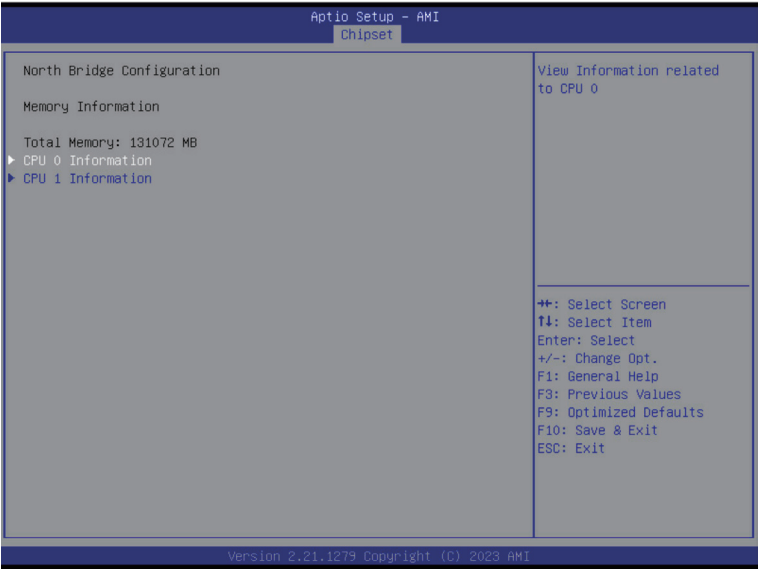 Aptio Setup - AMI
Chipset
North Bridge Configuration
Memory Information
Total Memory: 131072 MB
CPU 0 Information
CPU 1 Information
View Information related
to CPU 0
→←: Select Screen
↑↓: Select Item
Enter: Select
+/-: Change Opt.
F1: General Help
F3: Previous Values
F9: Optimized Defaults
F10: Save & Exit
ESC: Exit
Version 2.21.1279 Copyright (C) 2023 AMI